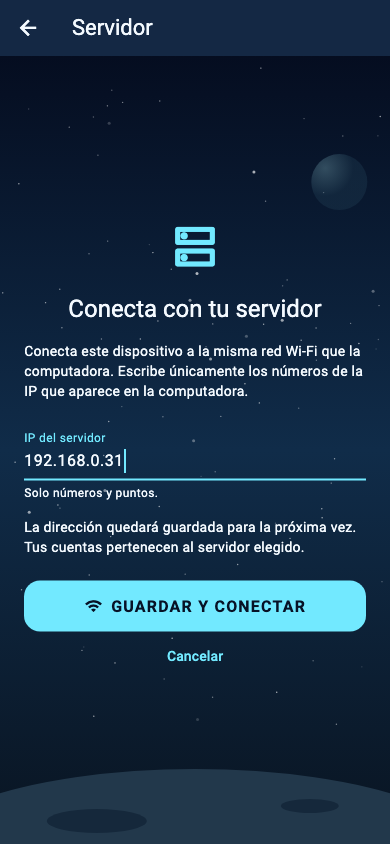 Servidor
Conecta con tu servidor
Conecta este dispositivo a la misma red Wi-Fi que la
computadora. Escribe únicamente los números de la
IP que aparece en la computadora.
IP del servidor
192.168.0.31
Solo números y puntos.
La dirección quedará guardada para la próxima vez.
Tus cuentas pertenecen al servidor elegido.
GUARDAR Y CONECTAR
Cancelar